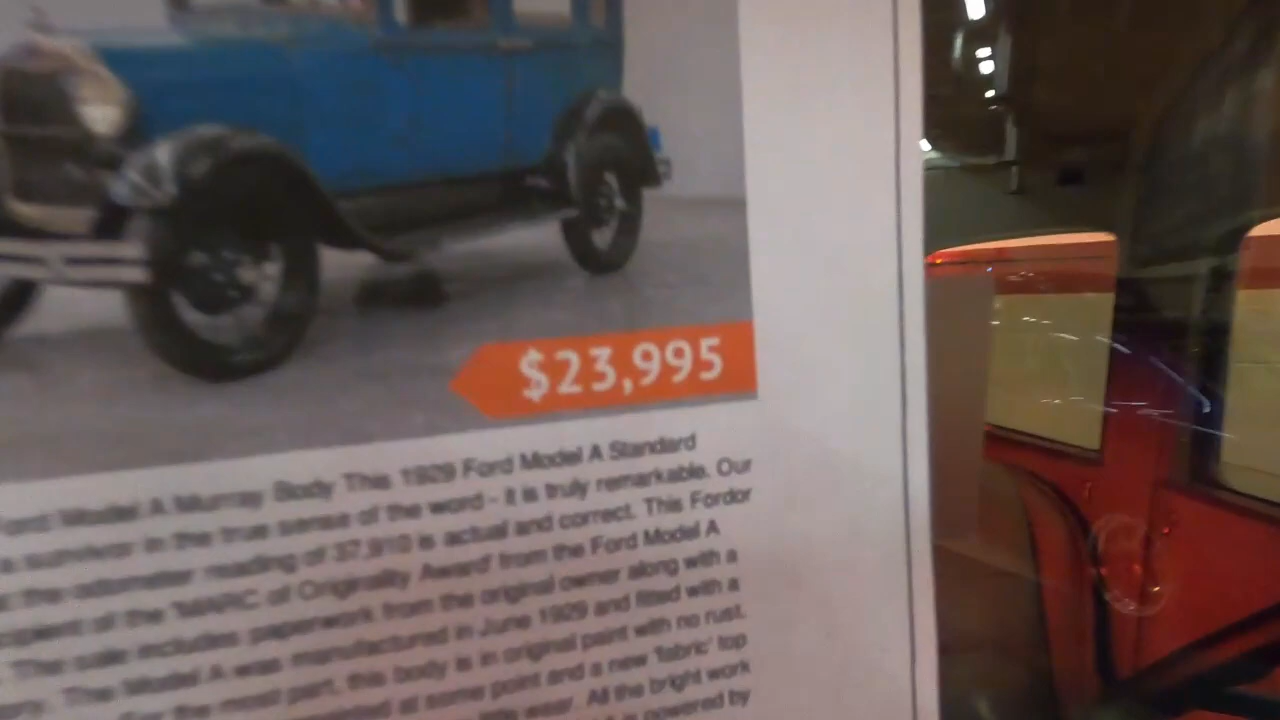 $23,995
Ford Model A Murray Body This 1929 Ford Model A Standard
survivor in the true sense of the word - it is truly remarkable. Our
the odometer reading of 37,910 is actual and correct. This Fordor
of the 'MARC of Originality Award' from the Ford Model A
The sale includes paperwork from the original owner along with a
The Model A was manufactured in June 1929 and fitted with a
For the most part, this body is in original paint with no rust.
at some point and a new 'fabric' top
wear. All the bright work
is powered by